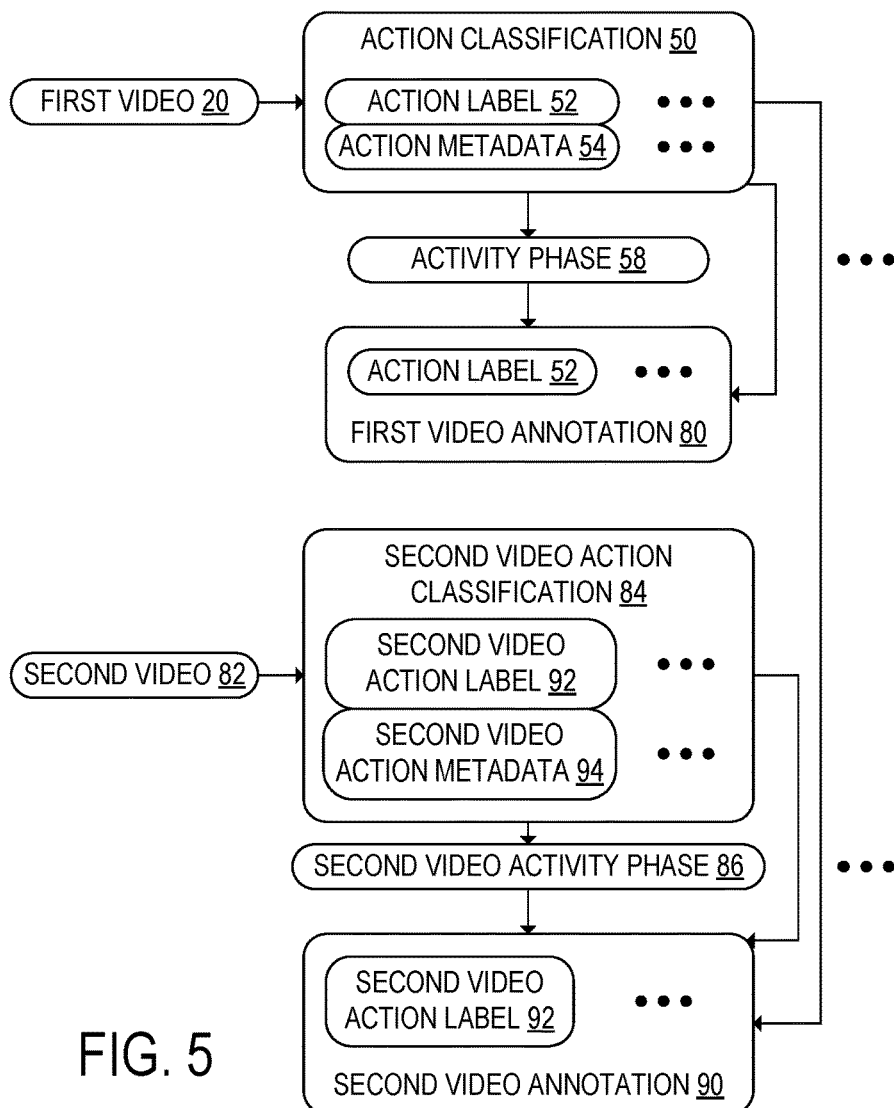 ACTION CLASSIFICATION 50
FIRST VIDEO 20
ACTION LABEL 52
ACTION METADATA 54
ACTIVITY PHASE 58
ACTION LABEL 52
FIRST VIDEO ANNOTATION 80
SECOND VIDEO ACTION
CLASSIFICATION 84
SECOND VIDEO 82
SECOND VIDEO
ACTION LABEL 92
SECOND VIDEO
ACTION METADATA 94
SECOND VIDEO ACTIVITY PHASE 86
SECOND VIDEO
ACTION LABEL 92
SECOND VIDEO ANNOTATION 90
FIG. 5